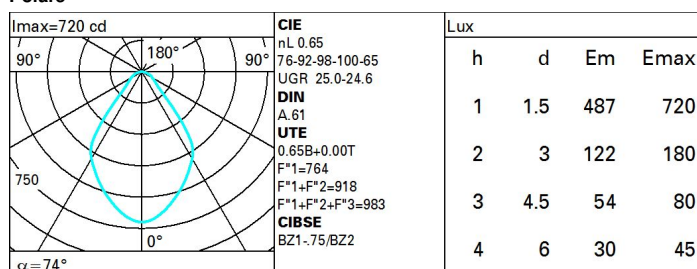 Imax=720 cd
90° 180° 90°
750
0°
α=74°
CIE
nL 0.65
76-92-98-100-65
UGR 25.0-24.6
DIN
A.61
UTE
0.65B+0.00T
F"1=764
F"1+F"2=918
F"1+F"2+F"3=983
CIBSE
BZ1-.75/BZ2
Lux
h d Em Emax
1 1.5 487 720
2 3 122 180
3 4.5 54 80
4 6 30 45